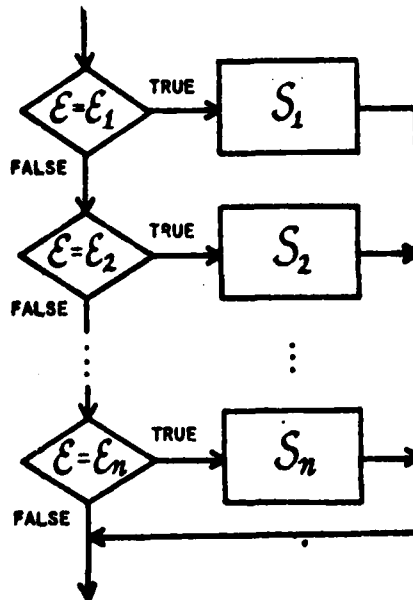 TRUE
ℰ=ℰ₁
S₁
FALSE
TRUE
ℰ=ℰ₂
S₂
FALSE
TRUE
ℰ=ℰₙ
Sₙ
FALSE